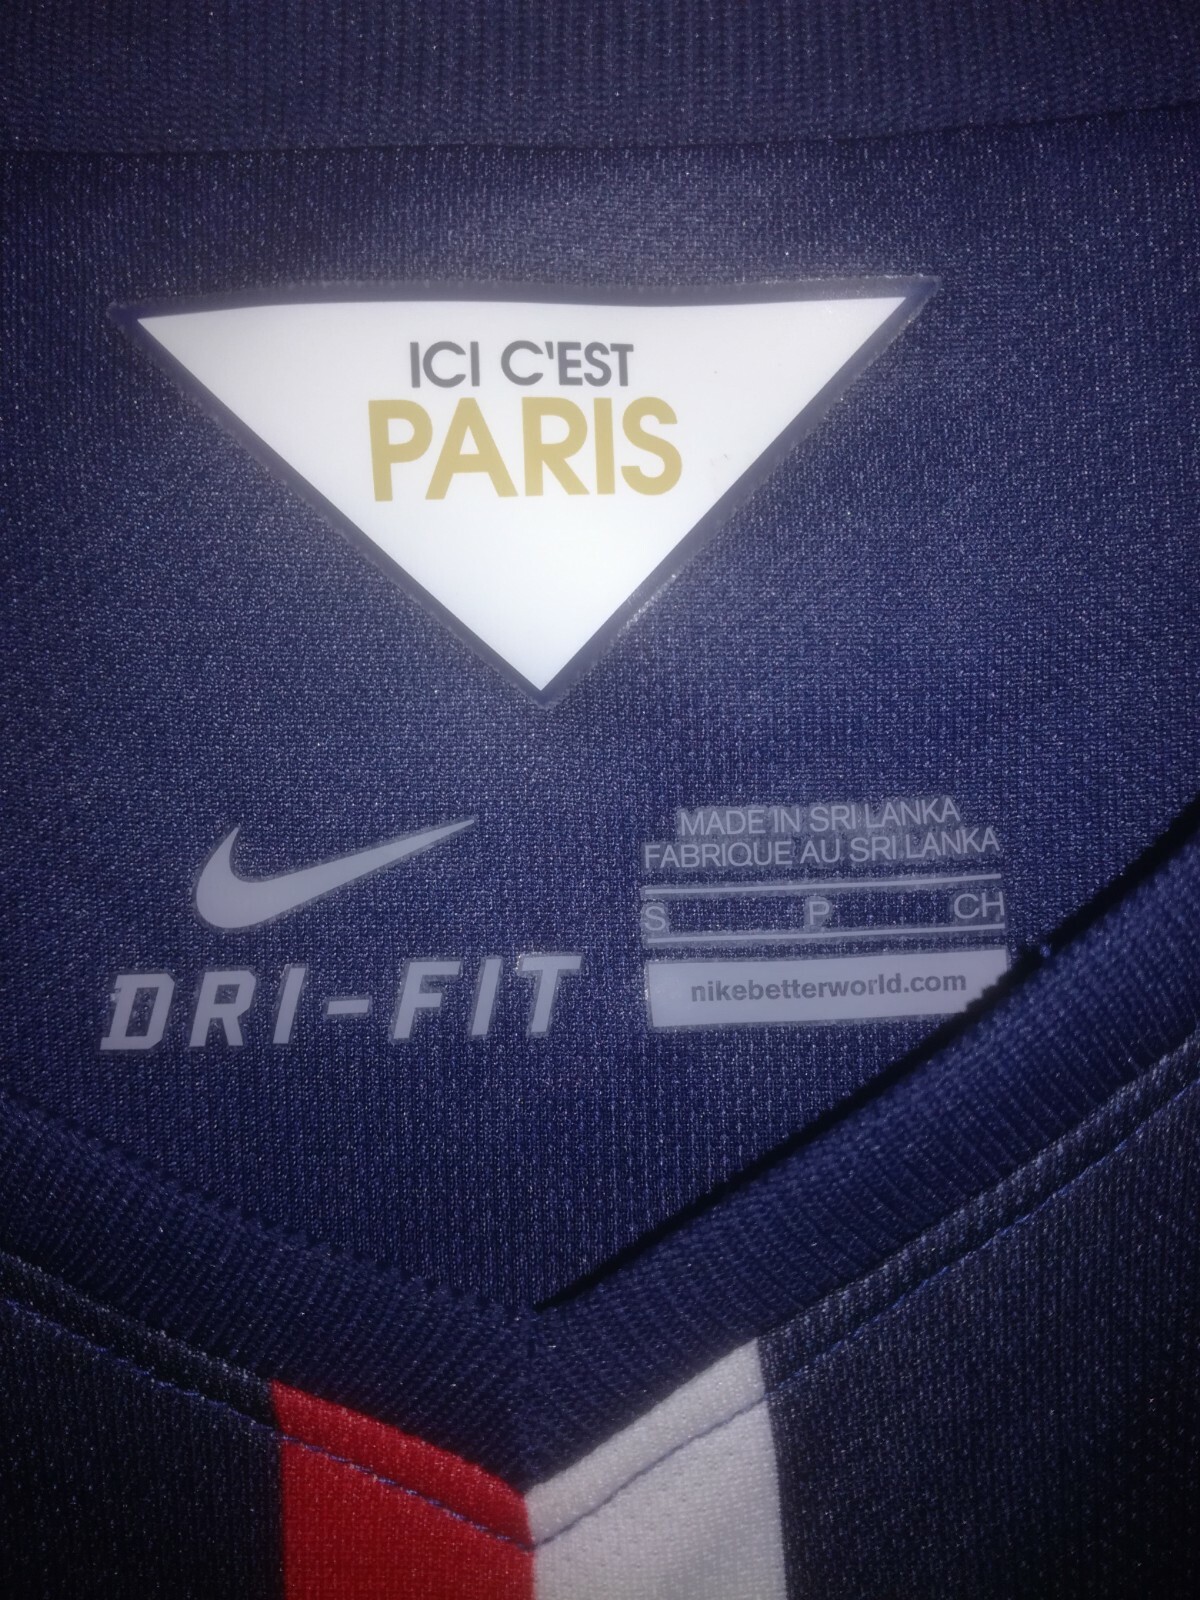 ICI C'EST
PARIS
MADE IN SRI LANKA
FABRIQUE AU SRI LANKA
S P CH
DRI-FIT
nikebetterworld.com